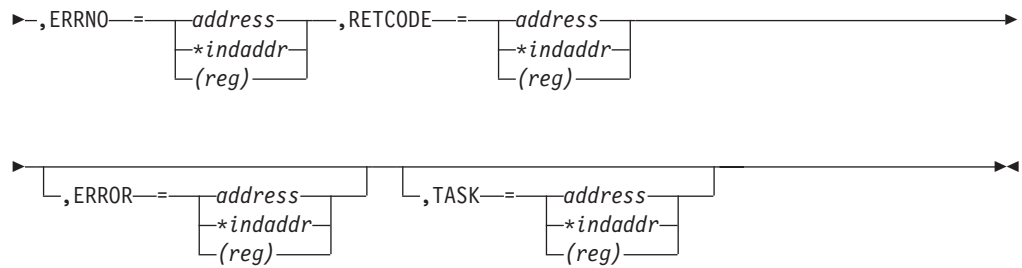 ,ERRNO = address ,RETCODE = address
*indaddr *indaddr
(reg) (reg)
,ERROR = address ,TASK = address
*indaddr *indaddr
(reg) (reg)